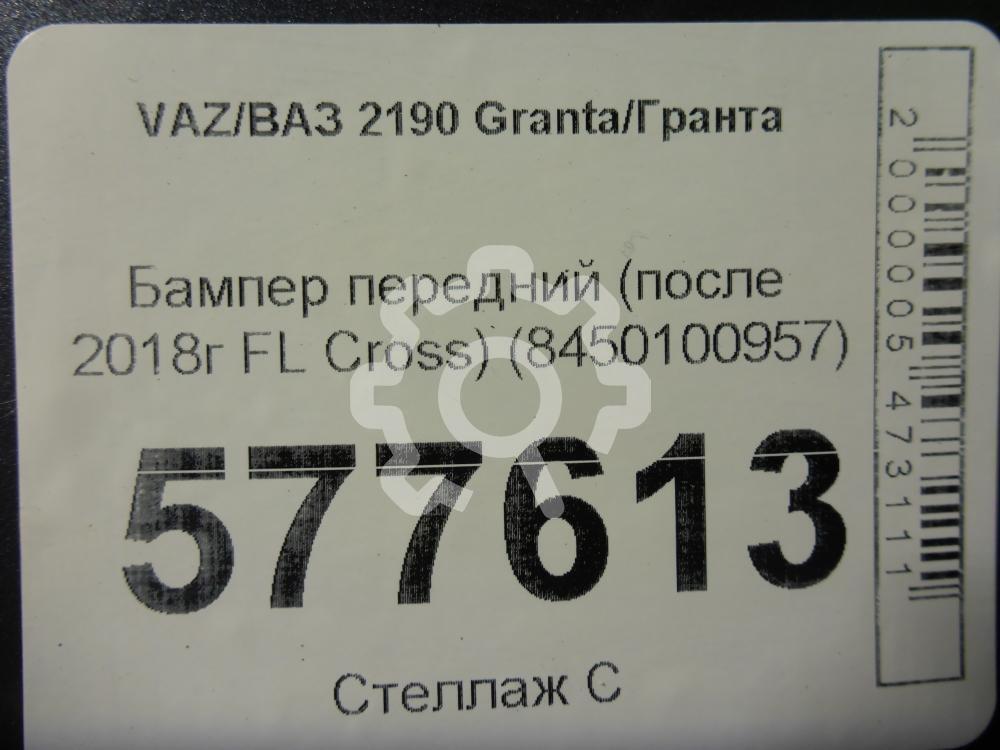 VAZ/ВАЗ 2190 Granta/Гранта
Бампер передний (после
2018г FL Cross) (8450100957)
577613
Стеллаж С
2000005473111